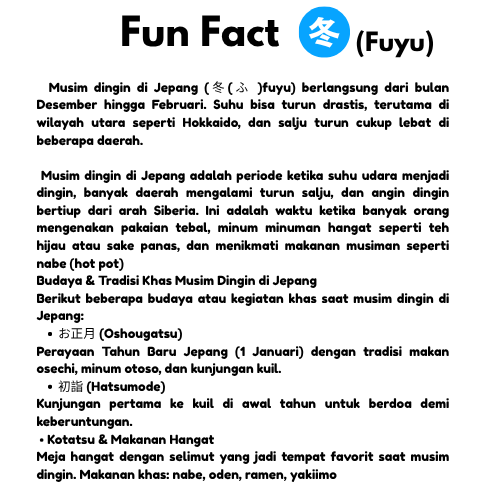 Fun Fact 冬 (Fuyu)
Musim dingin di Jepang (冬(ふ )fuyu) berlangsung dari bulan
Desember hingga Februari. Suhu bisa turun drastis, terutama di
wilayah utara seperti Hokkaido, dan salju turun cukup lebat di
beberapa daerah.
Musim dingin di Jepang adalah periode ketika suhu udara menjadi
dingin, banyak daerah mengalami turun salju, dan angin dingin
bertiup dari arah Siberia. Ini adalah waktu ketika banyak orang
mengenakan pakaian tebal, minum minuman hangat seperti teh
hijau atau sake panas, dan menikmati makanan musiman seperti
nabe (hot pot)
Budaya & Tradisi Khas Musim Dingin di Jepang
Berikut beberapa budaya atau kegiatan khas saat musim dingin di
Jepang:
• お正月 (Oshougatsu)
Perayaan Tahun Baru Jepang (1 Januari) dengan tradisi makan
osechi, minum otoso, dan kunjungan kuil.
• 初詣 (Hatsumode)
Kunjungan pertama ke kuil di awal tahun untuk berdoa demi
keberuntungan.
• Kotatsu & Makanan Hangat
Meja hangat dengan selimut yang jadi tempat favorit saat musim
dingin. Makanan khas: nabe, oden, ramen, yakiimo